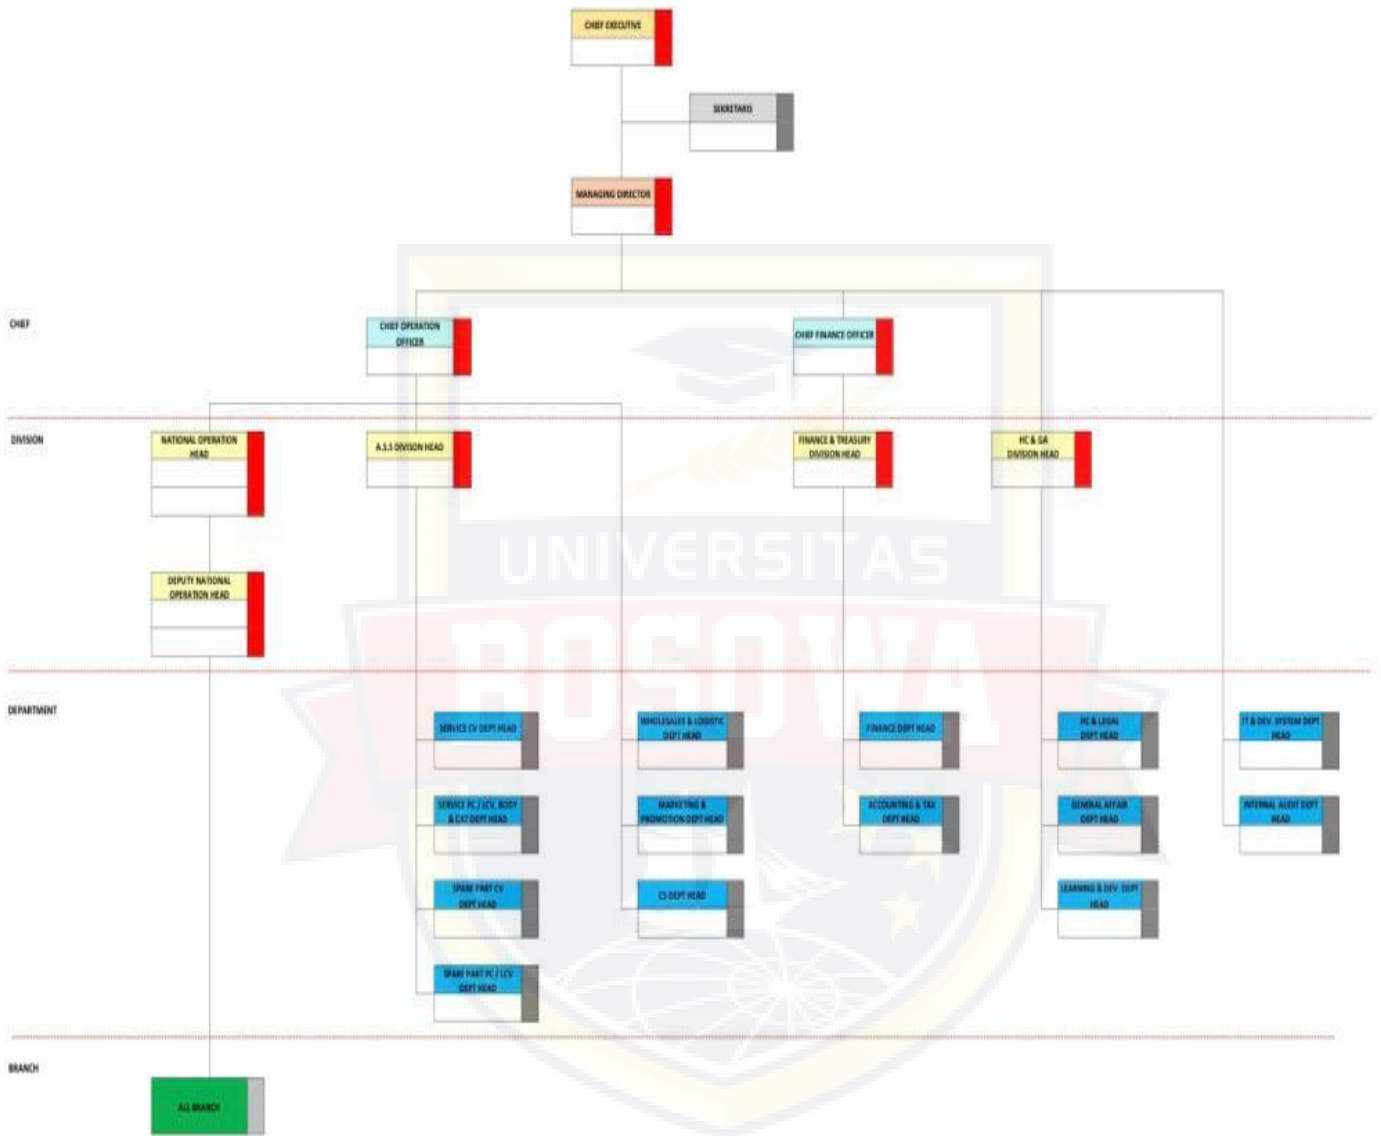 CHIEF EXECUTIVE
SEKRETARIS
MANAGING DIRECTOR
CHIEF
CHIEF OPERATION
OFFICER
CHIEF FINANCE OFFICER
DIVISION
NATIONAL OPERATION
HEAD
A.S.S DIVISON HEAD
FINANCE & TREASURY
DIVISION HEAD
HC & GA
DIVISION HEAD
UNIVERSITAS
DEPUTY NATIONAL
OPERATION HEAD
BOSOWA
DEPARTMENT
SERVICE CV DEPT HEAD
WHOLESALES & LOGISTIC
DEPT HEAD
FINANCE DEPT HEAD
HC & LEGAL
DEPT HEAD
IT & DEV. SYSTEM DEPT
HEAD
SERVICE PC / LCV, BODY
& CAT DEPT HEAD
MARKETING &
PROMOTION DEPT HEAD
ACCOUNTING & TAX
DEPT HEAD
GENERAL AFFAIR
DEPT HEAD
INTERNAL AUDIT DEPT
HEAD
SPARE PART CV
DEPT HEAD
CS DEPT HEAD
LEARNING & DEV. DEPT
HEAD
SPARE PART PC / LCV
DEPT HEAD
BRANCH
ALL BRANCH